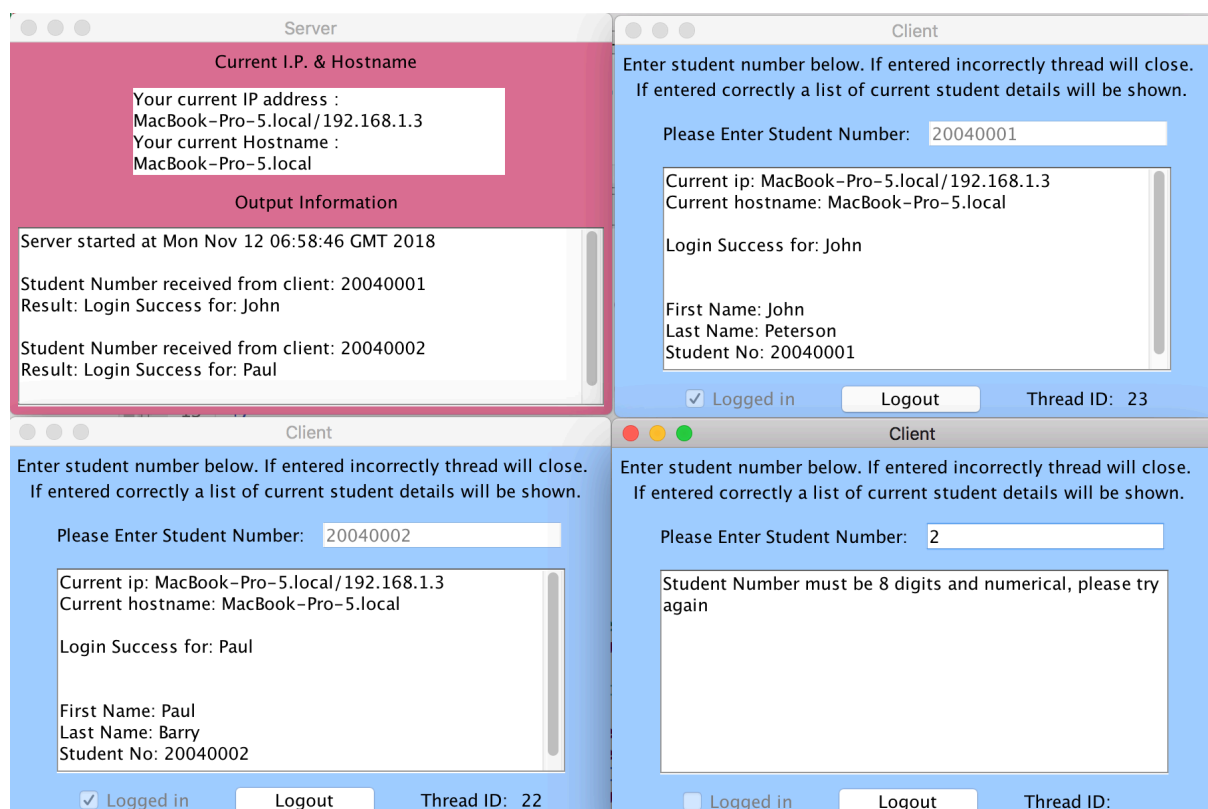 Server
Current I.P. & Hostname
Your current IP address :
MacBook-Pro-5.local/192.168.1.3
Your current Hostname :
MacBook-Pro-5.local
Output Information
Server started at Mon Nov 12 06:58:46 GMT 2018
Student Number received from client: 20040001
Result: Login Success for: John
Student Number received from client: 20040002
Result: Login Success for: Paul
Client
Enter student number below. If entered incorrectly thread will close.
If entered correctly a list of current student details will be shown.
Please Enter Student Number: 20040001
Current ip: MacBook-Pro-5.local/192.168.1.3
Current hostname: MacBook-Pro-5.local
Login Success for: John
First Name: John
Last Name: Peterson
Student No: 20040001
Logged in Logout Thread ID: 23
Client
Enter student number below. If entered incorrectly thread will close.
If entered correctly a list of current student details will be shown.
Please Enter Student Number: 20040002
Current ip: MacBook-Pro-5.local/192.168.1.3
Current hostname: MacBook-Pro-5.local
Login Success for: Paul
First Name: Paul
Last Name: Barry
Student No: 20040002
Logged in Logout Thread ID: 22
Client
Enter student number below. If entered incorrectly thread will close.
If entered correctly a list of current student details will be shown.
Please Enter Student Number: 2
Student Number must be 8 digits and numerical, please try
again
Logged in Logout Thread ID: